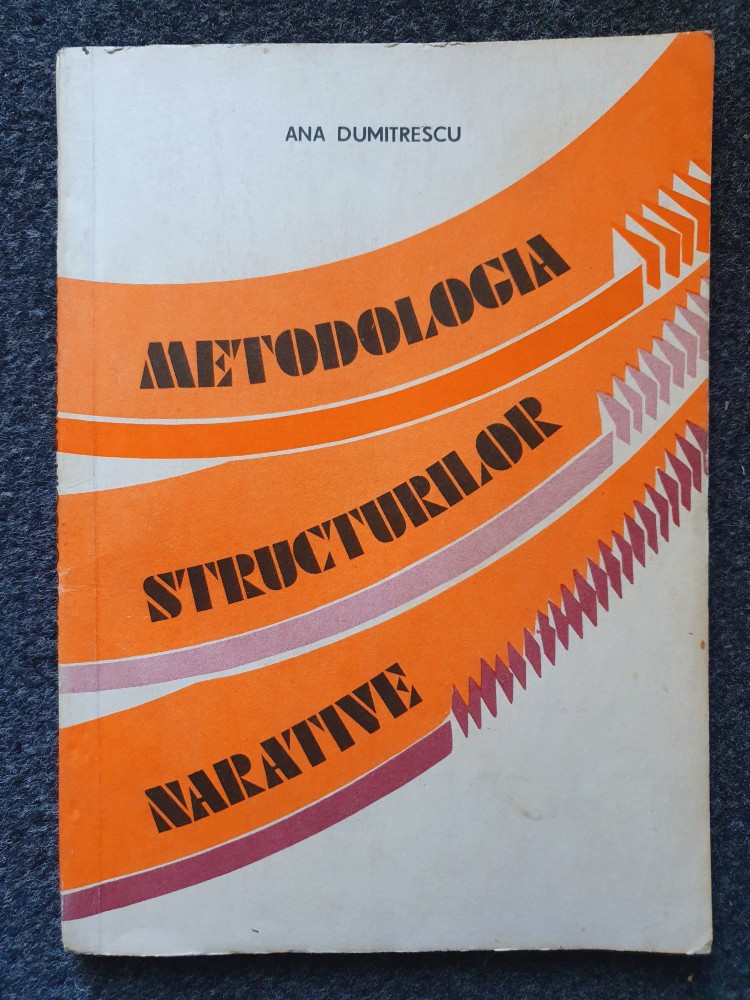 ANA DUMITRESCU
METODOLOGIA
STRUCTURILOR
NARATIVE